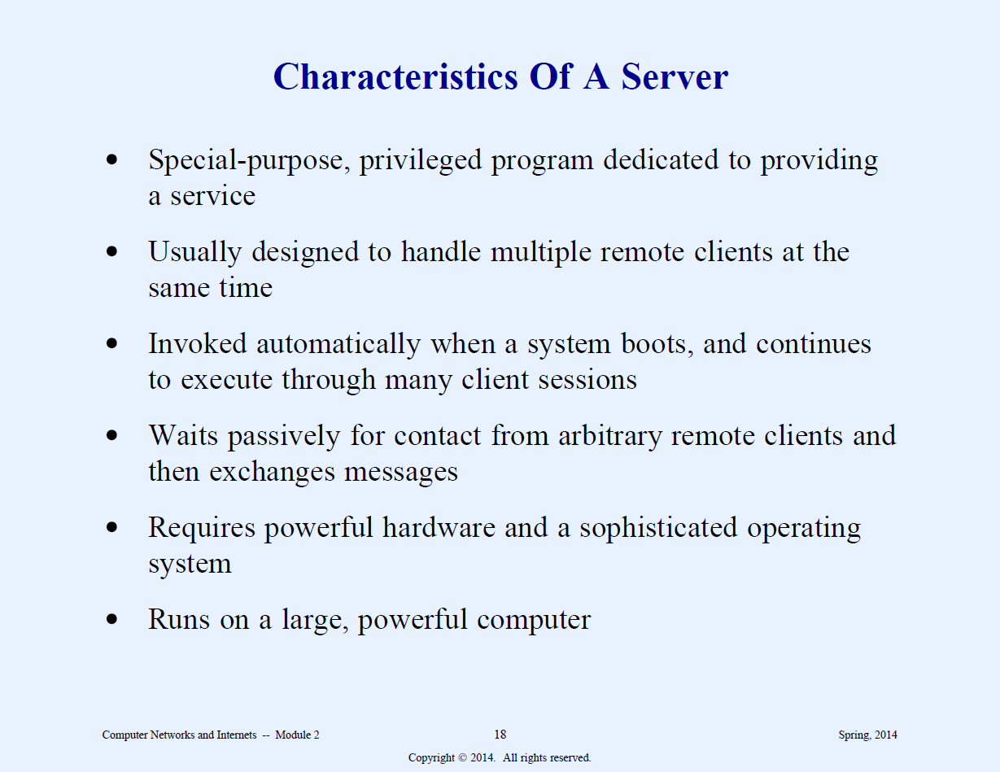 Characteristics Of A Server
• Special-purpose, privileged program dedicated to providing
a service
• Usually designed to handle multiple remote clients at the
same time
• Invoked automatically when a system boots, and continues
to execute through many client sessions
• Waits passively for contact from arbitrary remote clients and
then exchanges messages
• Requires powerful hardware and a sophisticated operating
system
• Runs on a large, powerful computer
Computer Networks and Internets -- Module 2 18 Spring, 2014
Copyright © 2014. All rights reserved.